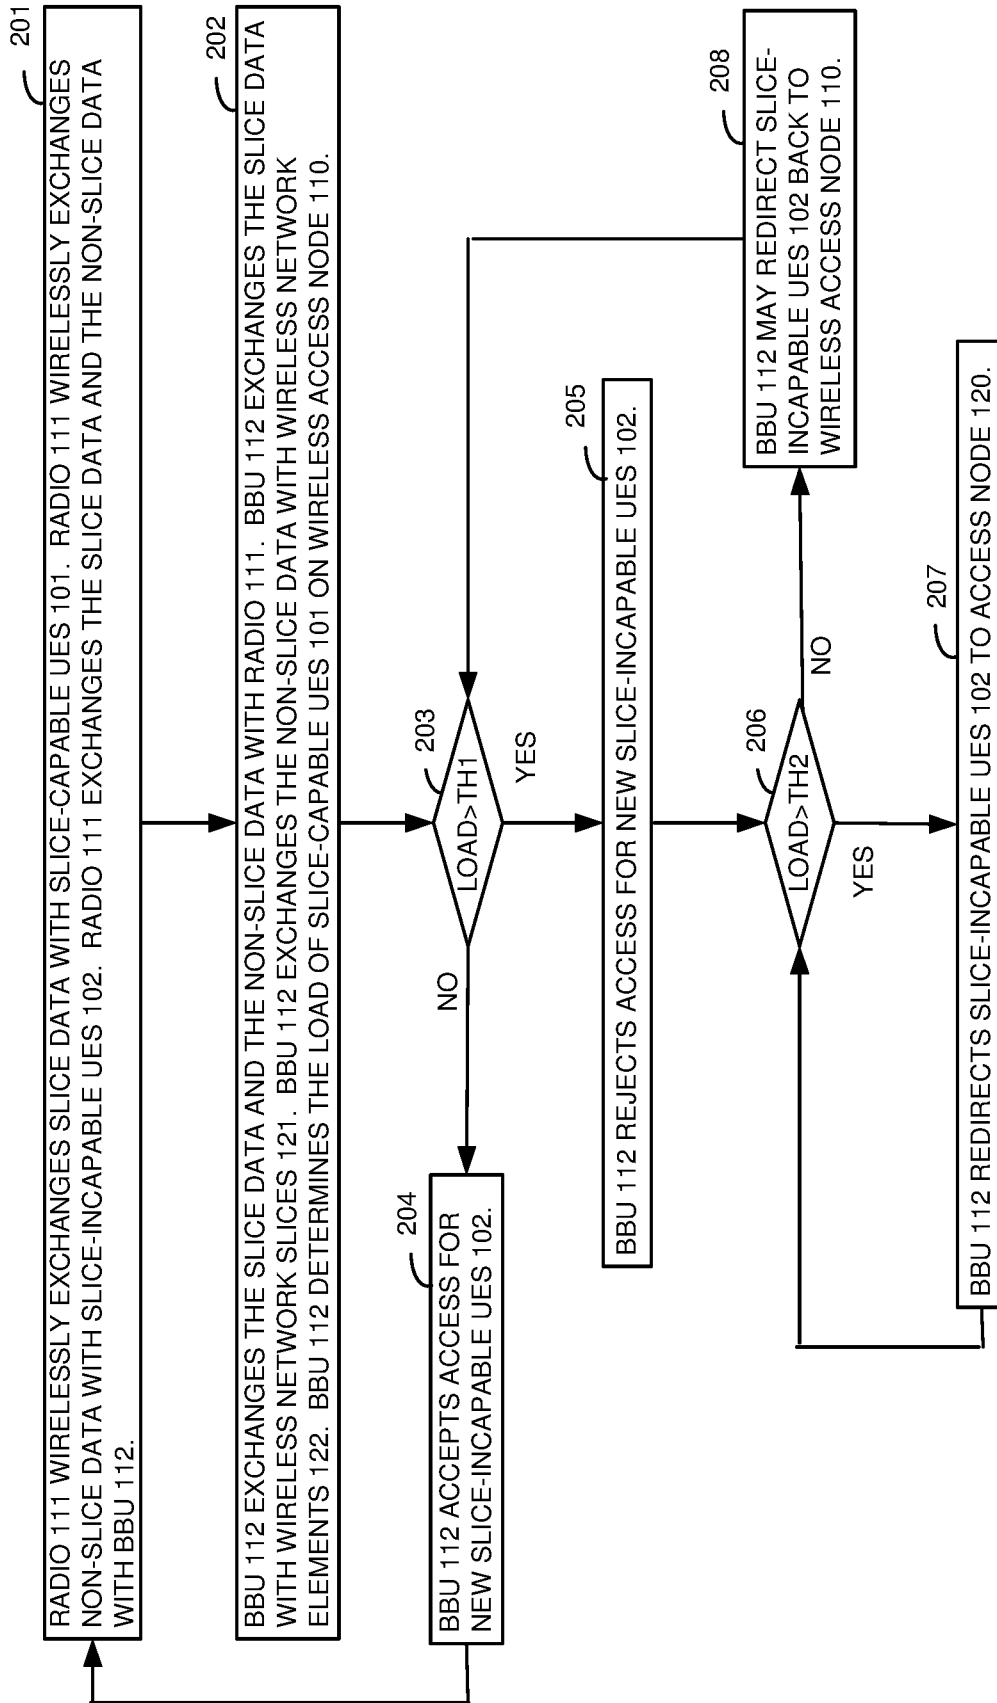 201
RADIO 111 WIRELESSLY EXCHANGES SLICE DATA WITH SLICE-CAPABLE UES 101. RADIO 111 WIRELESSLY EXCHANGES
NON-SLICE DATA WITH SLICE-INCAPABLE UES 102. RADIO 111 EXCHANGES THE SLICE DATA AND THE NON-SLICE DATA
WITH BBU 112.
202
BBU 112 EXCHANGES THE SLICE DATA AND THE NON-SLICE DATA WITH RADIO 111. BBU 112 EXCHANGES THE SLICE DATA
WITH WIRELESS NETWORK SLICES 121. BBU 112 EXCHANGES THE NON-SLICE DATA WITH WIRELESS NETWORK
ELEMENTS 122. BBU 112 DETERMINES THE LOAD OF SLICE-CAPABLE UES 101 ON WIRELESS ACCESS NODE 110.
203
LOAD>TH1
NO
YES
204
BBU 112 ACCEPTS ACCESS FOR
NEW SLICE-INCAPABLE UES 102.
205
BBU 112 REJECTS ACCESS FOR NEW SLICE-INCAPABLE UES 102.
206
LOAD>TH2
NO
YES
208
BBU 112 MAY REDIRECT SLICE-
INCAPABLE UES 102 BACK TO
WIRELESS ACCESS NODE 110.
207
BBU 112 REDIRECTS SLICE-INCAPABLE UES 102 TO ACCESS NODE 120.